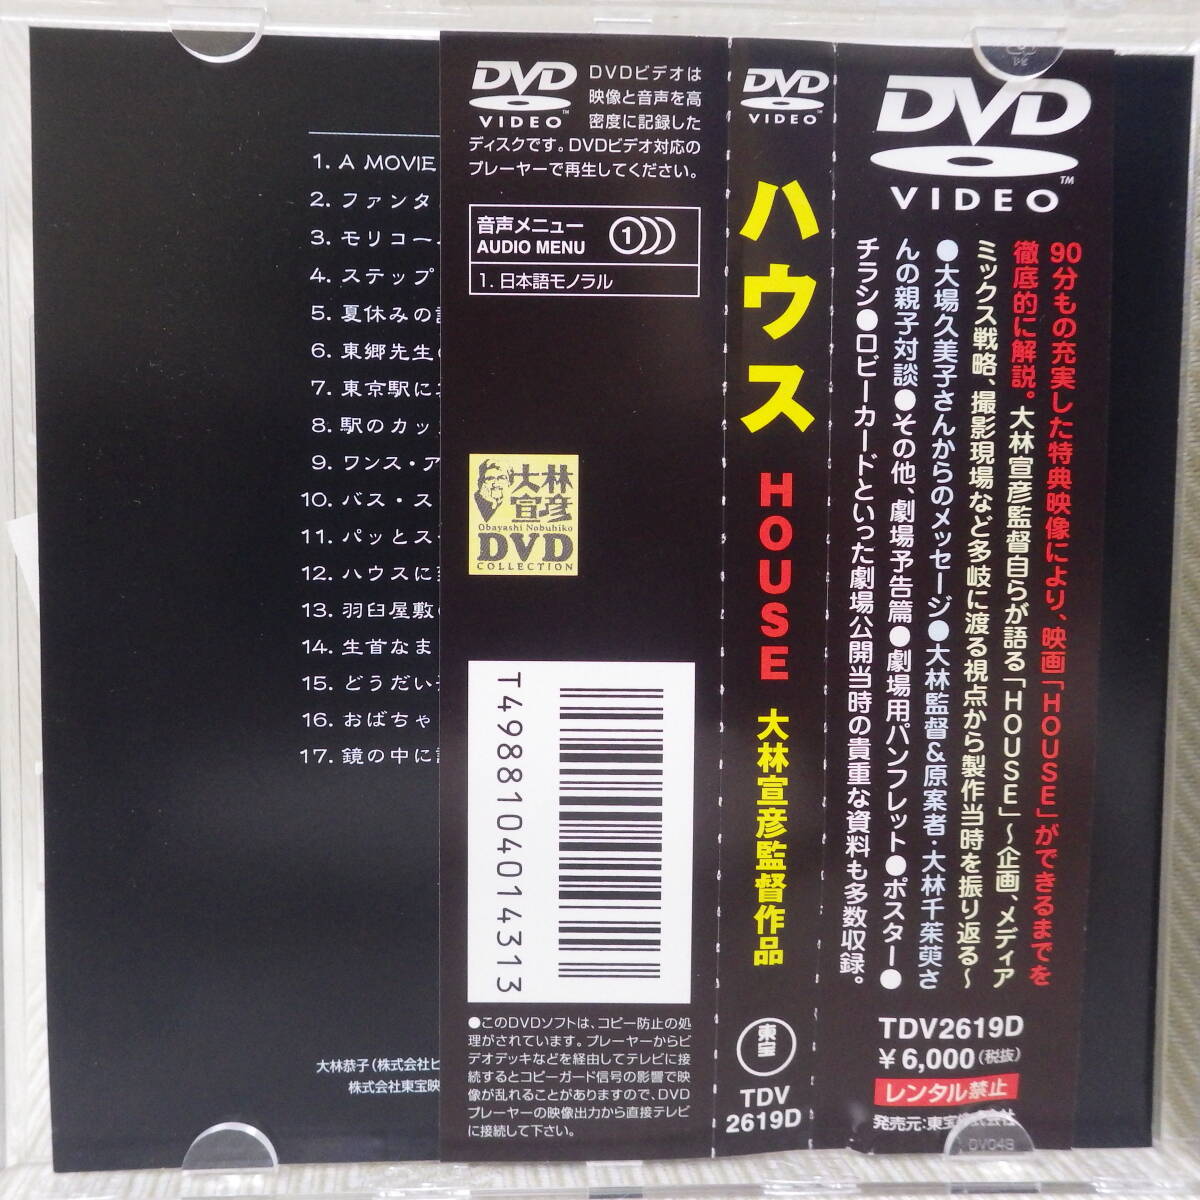 1. A MOVIE
2. ファンタ
3. モリコー
4. ステップ
5. 夏休みの
6. 東郷先生
7. 東京駅に
8. 駅のカッ
9. ワンス・ア
10. バス・ス
11. パッとス
12. ハウスに
13. 羽臼屋敷
14. 生首なま
15. どうだい
16. おばちゃ
17. 鏡の中に
大林恭子(株式会社ピ
株式会社東宝映
DVD
VIDEO
TM
DVDビデオは
映像と音声を高
密度に記録した
ディスクです。DVDビデオ対応の
プレーヤーで再生してください。
音声メニュー
AUDIO MENU
1
1. 日本語モノラル
大林
宣彦
Obayashi Nobuhiko
DVD
COLLECTION
T4988104014313
●このDVDソフトは、コピー防止の処
理がされています。プレーヤーからビ
デオデッキなどを経由してテレビに接
続するとコピーガード信号の影響で映
像が乱れることがありますので、DVD
プレーヤーの映像出力から直接テレビ
に接続して下さい。
DVD
VIDEO
TM
ハウス HOUSE 大林宣彦監督作品
東宝
TDV
2619D
DVD
VIDEO
TM
90分もの充実した特典映像により、映画「HOUSE」ができるまでを
徹底的に解説。大林宣彦監督自らが語る「HOUSE」〜企画、メディア
ミックス戦略、撮影現場など多岐に渡る視点から製作当時を振り返る〜
●大場久美子さんからのメッセージ●大林監督&原案者・大林千茱萸さ
んの親子対談●その他、劇場予告篇●劇場用パンフレット●ポスター●
チラシ●ロビーカードといった劇場公開当時の貴重な資料も多数収録。
TDV2619D
¥6,000(税抜)
レンタル禁止
発売元:東宝株式会社
DV04S